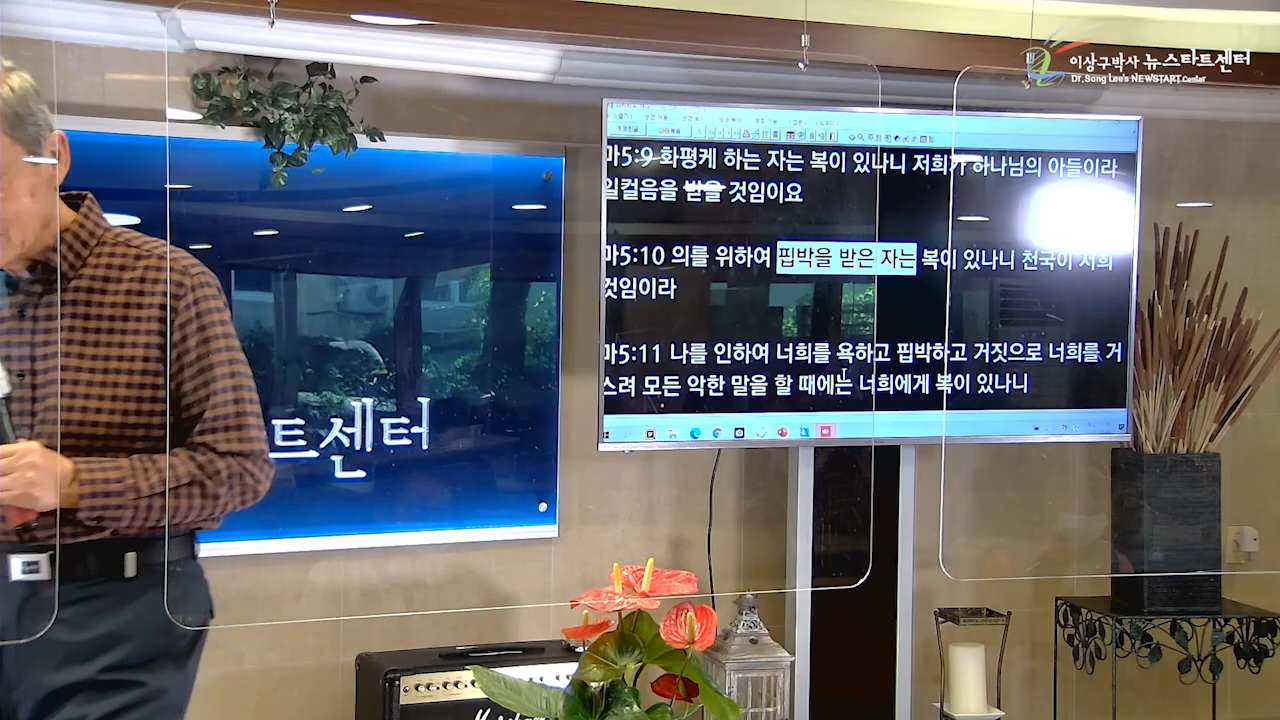 이상구박사 뉴스타트센터
Dr. Sang Lee's NEWSTART Center
마5:9 화평케 하는 자는 복이 있나니 저희가 하나님의 아들이라
일컬음을 받을 것임이요
마5:10 의를 위하여 핍박을 받은 자는 복이 있나니 천국이 저희
것임이라
마5:11 나를 인하여 너희를 욕하고 핍박하고 거짓으로 너희를 거
스려 모든 악한 말을 할 때에는 너희에게 복이 있나니
트센터